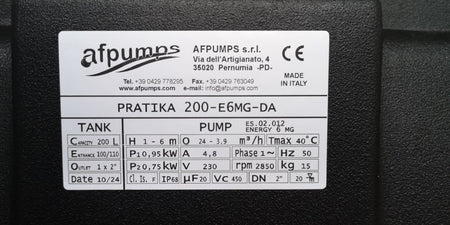 afpumps
Tel. +39 0429 778295
www.afpumps.com
AFPUMPS s.r.l.
Via dell'Artigianato, 4
35020 Pernumia -PD-
Fax.+39 0429 763049
e-mail: info@afpumps.com
CE
MADE
IN ITALY
PRATIKA 200-E6MG-DA
TANK
PUMP ES.02.012
ENERGY 6 MG
CAPACITY 200 L H 1-6 m Q 24 - 3.9 m³/h Tmax 40°C
ENTRANCE 100/110 P1 0,95 kW A 4,8 Phase 1~ Hz 50
OUTLET 1 x 2" P2 0,75 kW V 230 rpm 2850 kg 15
Date 10/24 Cl. Is. F IP68 µF 20 Vc 450 DN 2" 20